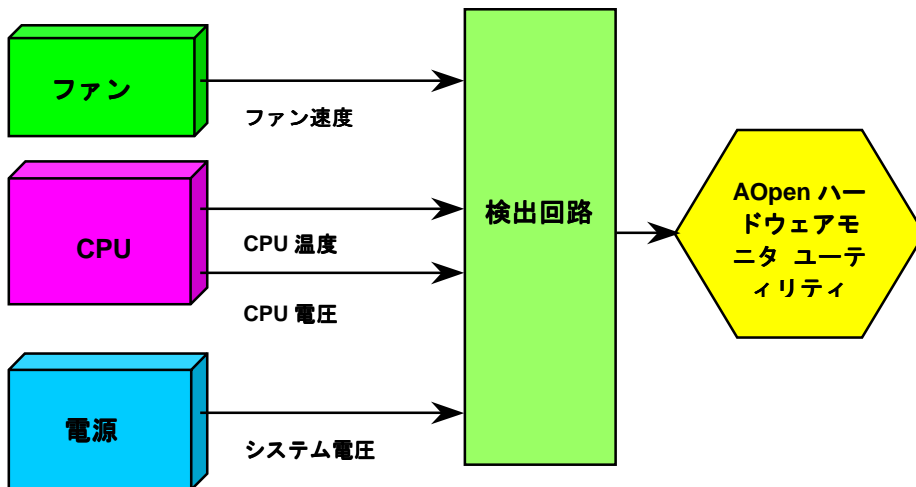 ファン
ファン速度
CPU
CPU 温度
CPU 電圧
電源
システム電圧
検出回路
AOpen ハー
ドウェアモ
ニタ ユーテ
ィリティ